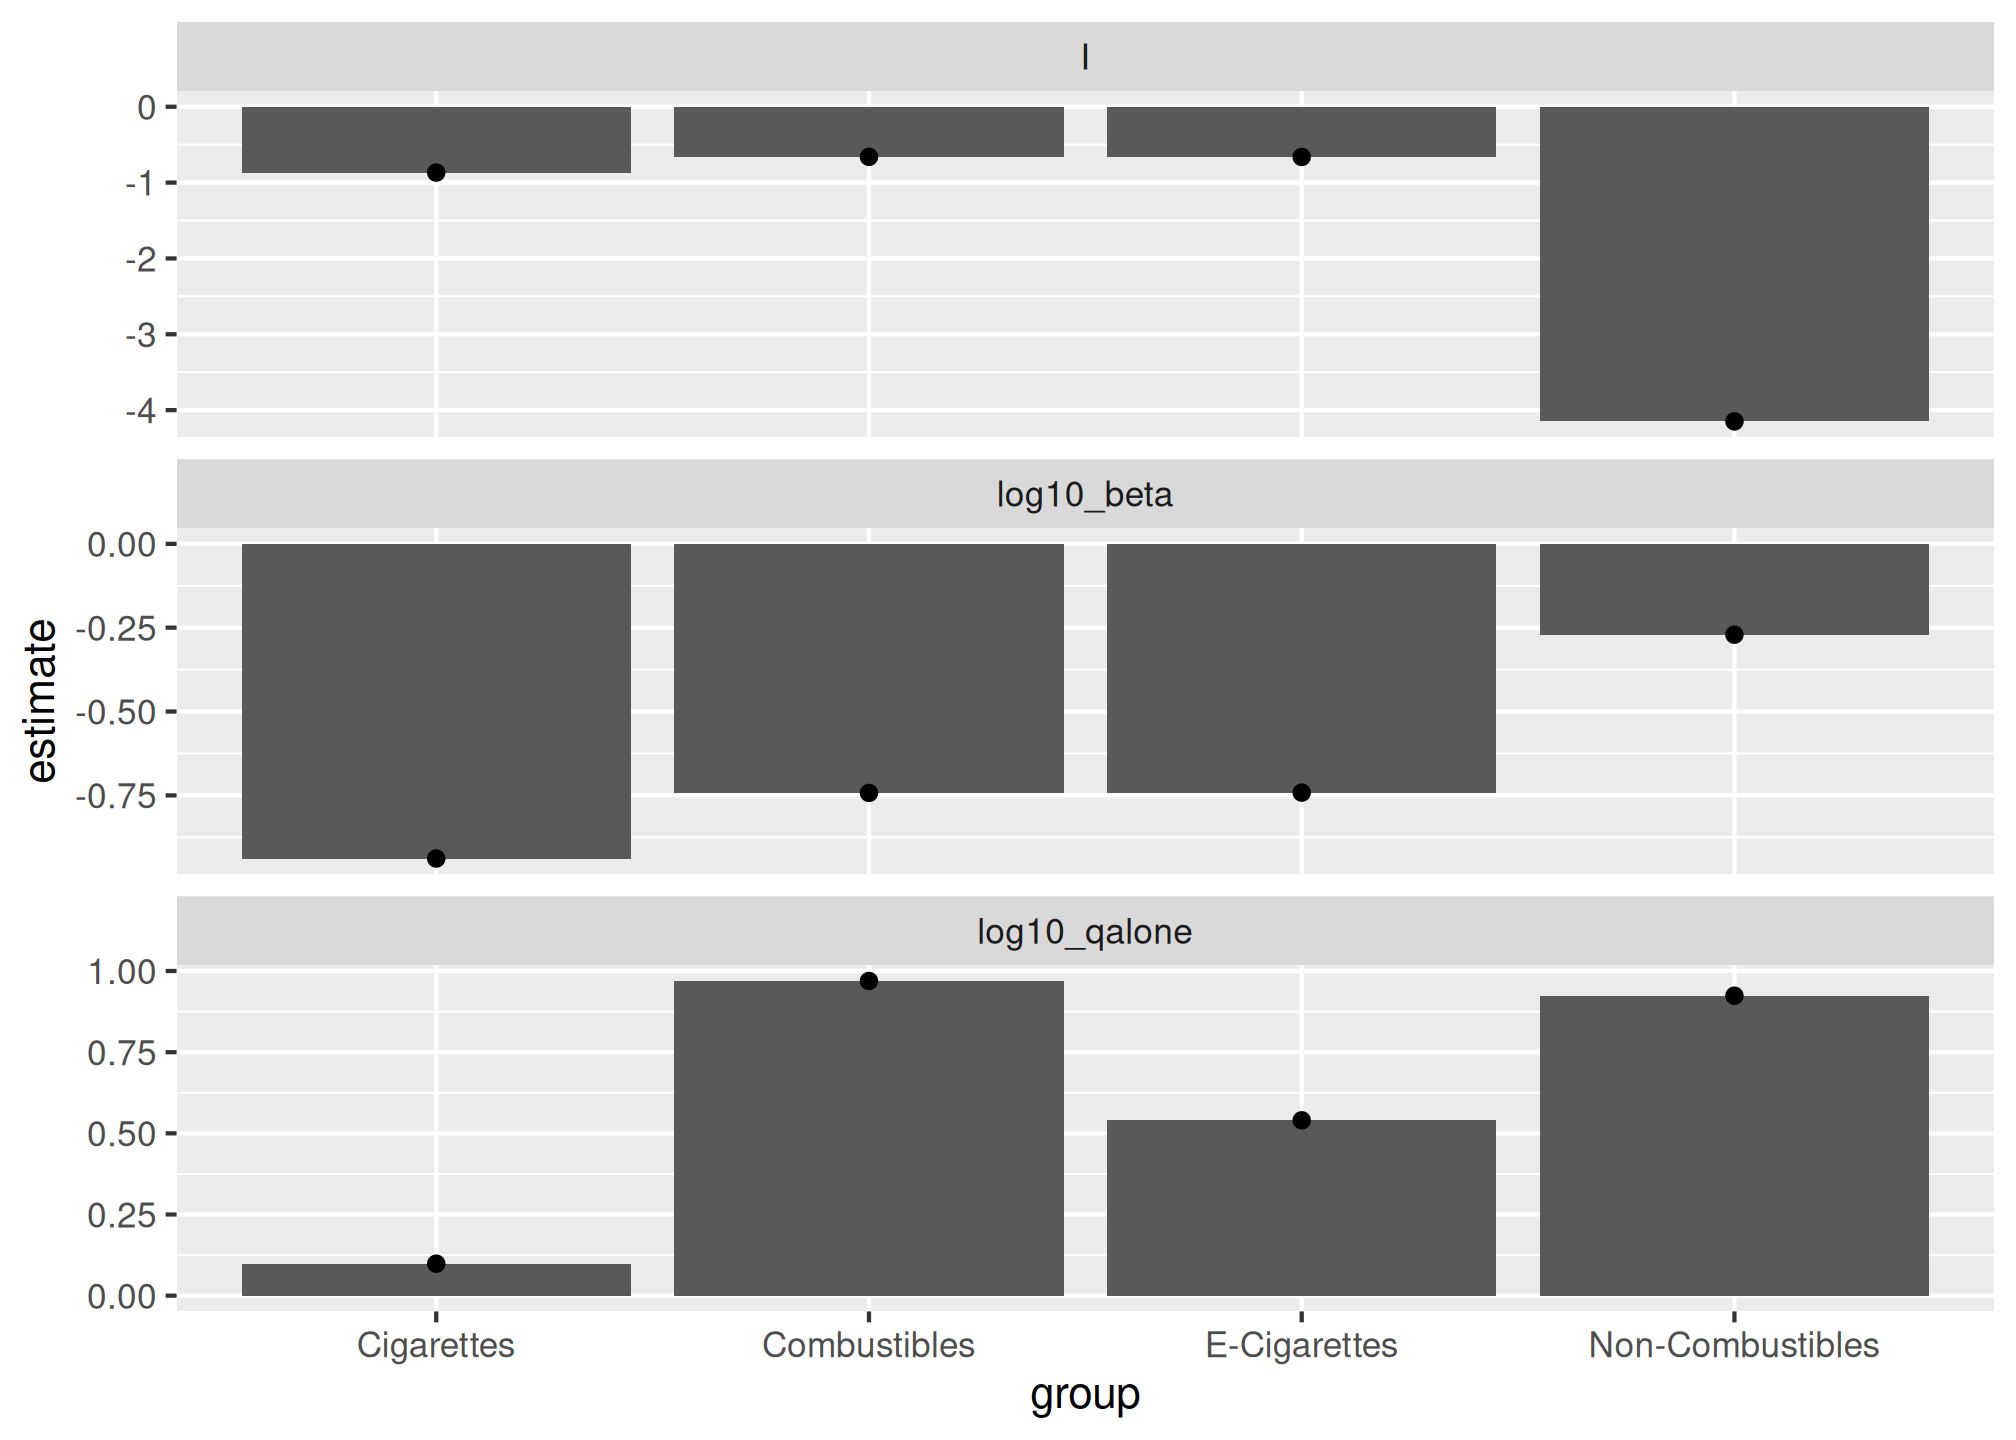 I
0
-1
-2
-3
-4
log10_beta
0.00
-0.25
-0.50
-0.75
log10_qalone
1.00
0.75
0.50
0.25
0.00
Cigarettes Combustibles E-Cigarettes Non-Combustibles
group
estimate